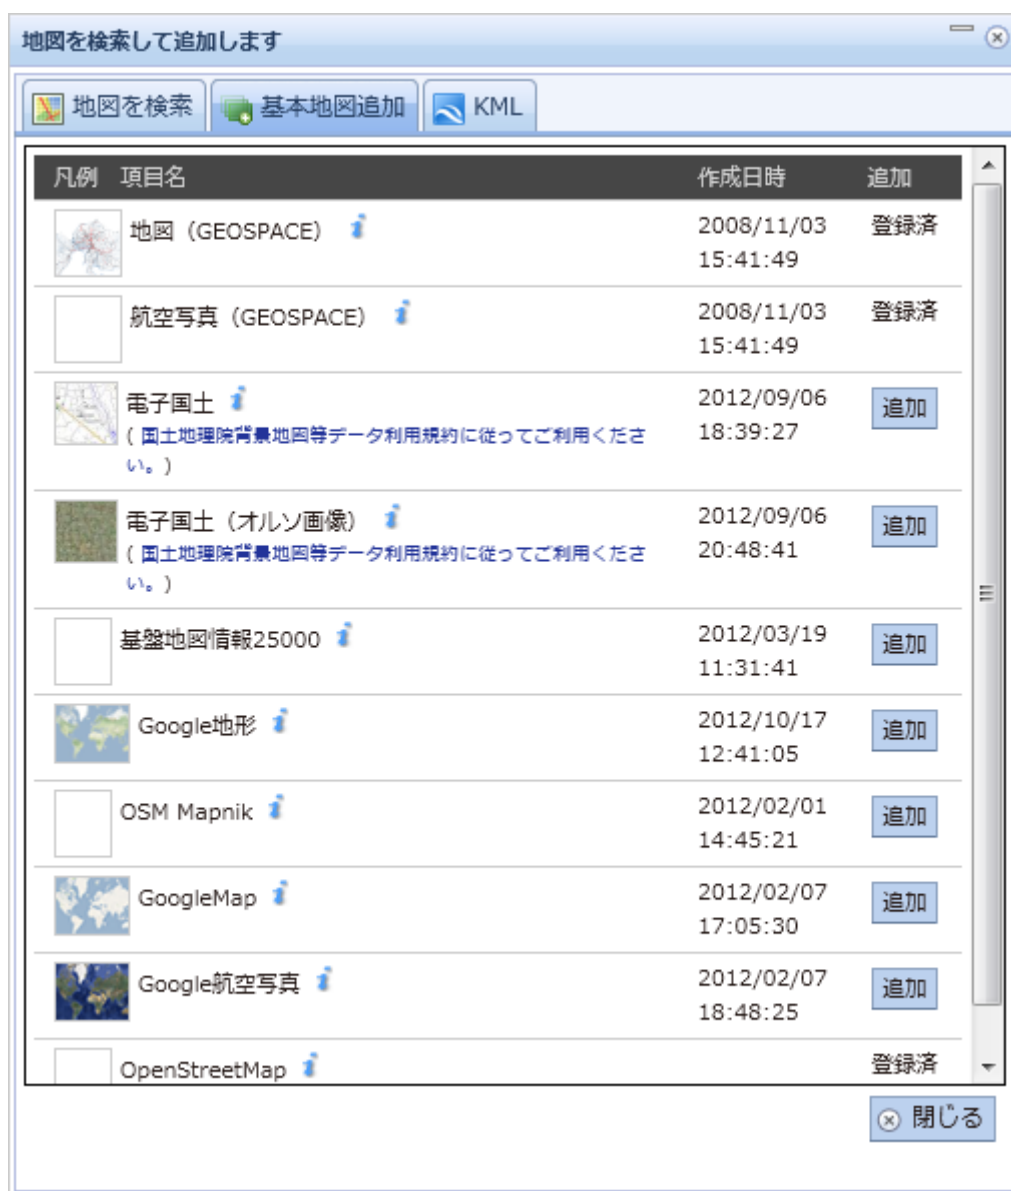 地図を検索して追加します
地図を検索 基本地図追加 KML
凡例 項目名 作成日時 追加
地図（GEOSPACE） 2008/11/03 登録済
15:41:49
航空写真（GEOSPACE） 2008/11/03 登録済
15:41:49
電子国土 2012/09/06 追加
( 国土地理院背景地図等データ利用規約に従ってご利用くださ 18:39:27
い。)
電子国土（オルソ画像） 2012/09/06 追加
( 国土地理院背景地図等データ利用規約に従ってご利用くださ 20:48:41
い。)
基盤地図情報25000 2012/03/19 追加
11:31:41
Google地形 2012/10/17 追加
12:41:05
OSM Mapnik 2012/02/01 追加
14:45:21
GoogleMap 2012/02/07 追加
17:05:30
Google航空写真 2012/02/07 追加
18:48:25
OpenStreetMap 登録済
閉じる